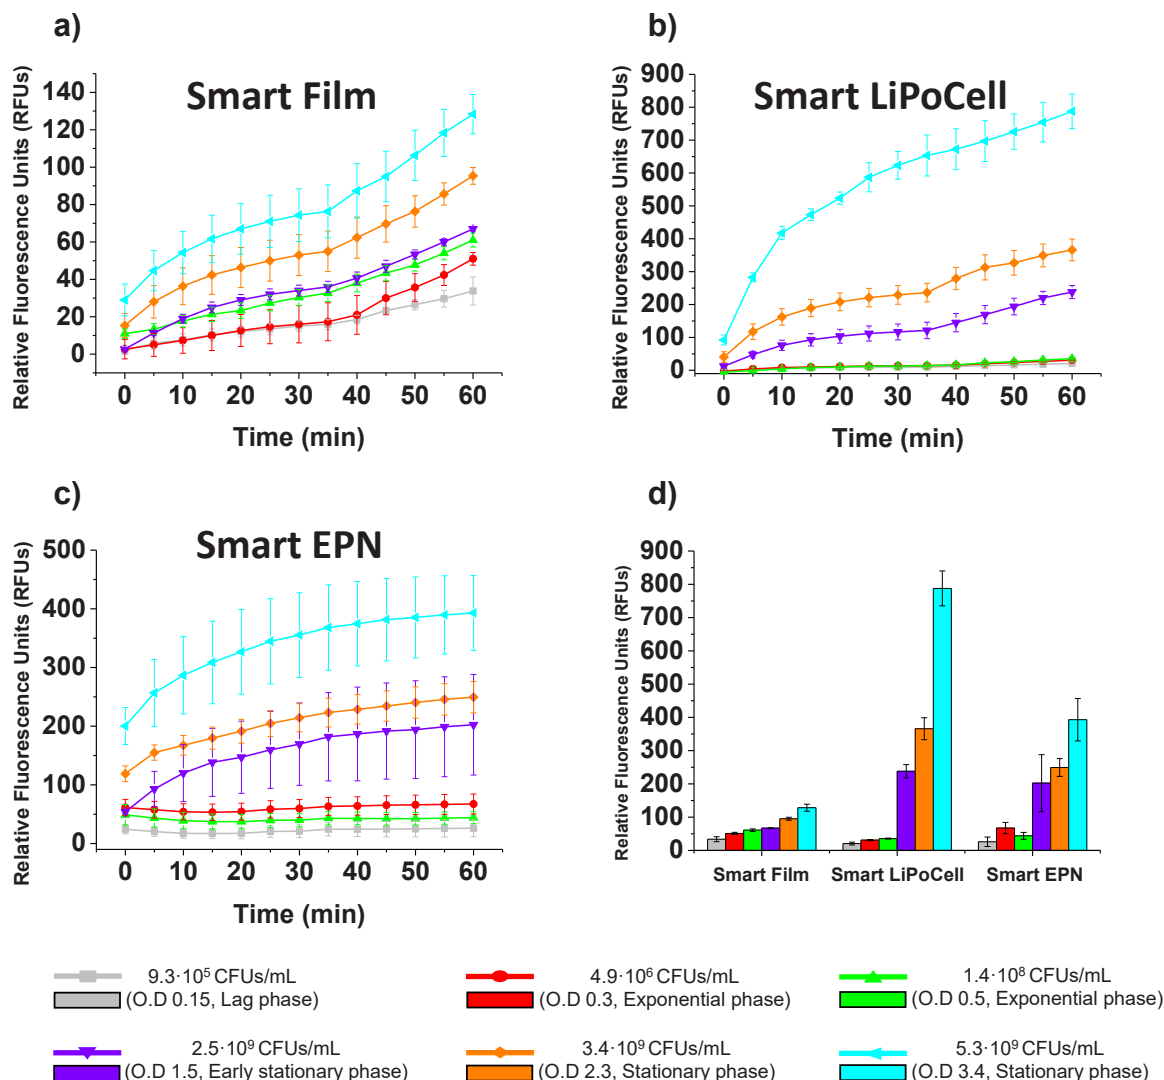 a)
Smart Film
Relative Fluorescence Units (RFUs)
140
120
100
80
60
40
20
0
0 10 20 30 40 50 60
Time (min)
b)
Smart LiPoCell
Relative Fluorescence Units (RFUs)
900
800
700
600
500
400
300
200
100
0
0 10 20 30 40 50 60
Time (min)
c)
Smart EPN
Relative Fluorescence Units (RFUs)
500
400
300
200
100
0
0 10 20 30 40 50 60
Time (min)
d)
Relative Fluorescence Units (RFUs)
900
800
700
600
500
400
300
200
100
0
Smart Film Smart LiPoCell Smart EPN
9.3·10⁵ CFUs/mL
(O.D 0.15, Lag phase)
4.9·10⁶ CFUs/mL
(O.D 0.3, Exponential phase)
1.4·10⁸ CFUs/mL
(O.D 0.5, Exponential phase)
2.5·10⁹ CFUs/mL
(O.D 1.5, Early stationary phase)
3.4·10⁹ CFUs/mL
(O.D 2.3, Stationary phase)
5.3·10⁹ CFUs/mL
(O.D 3.4, Stationary phase)